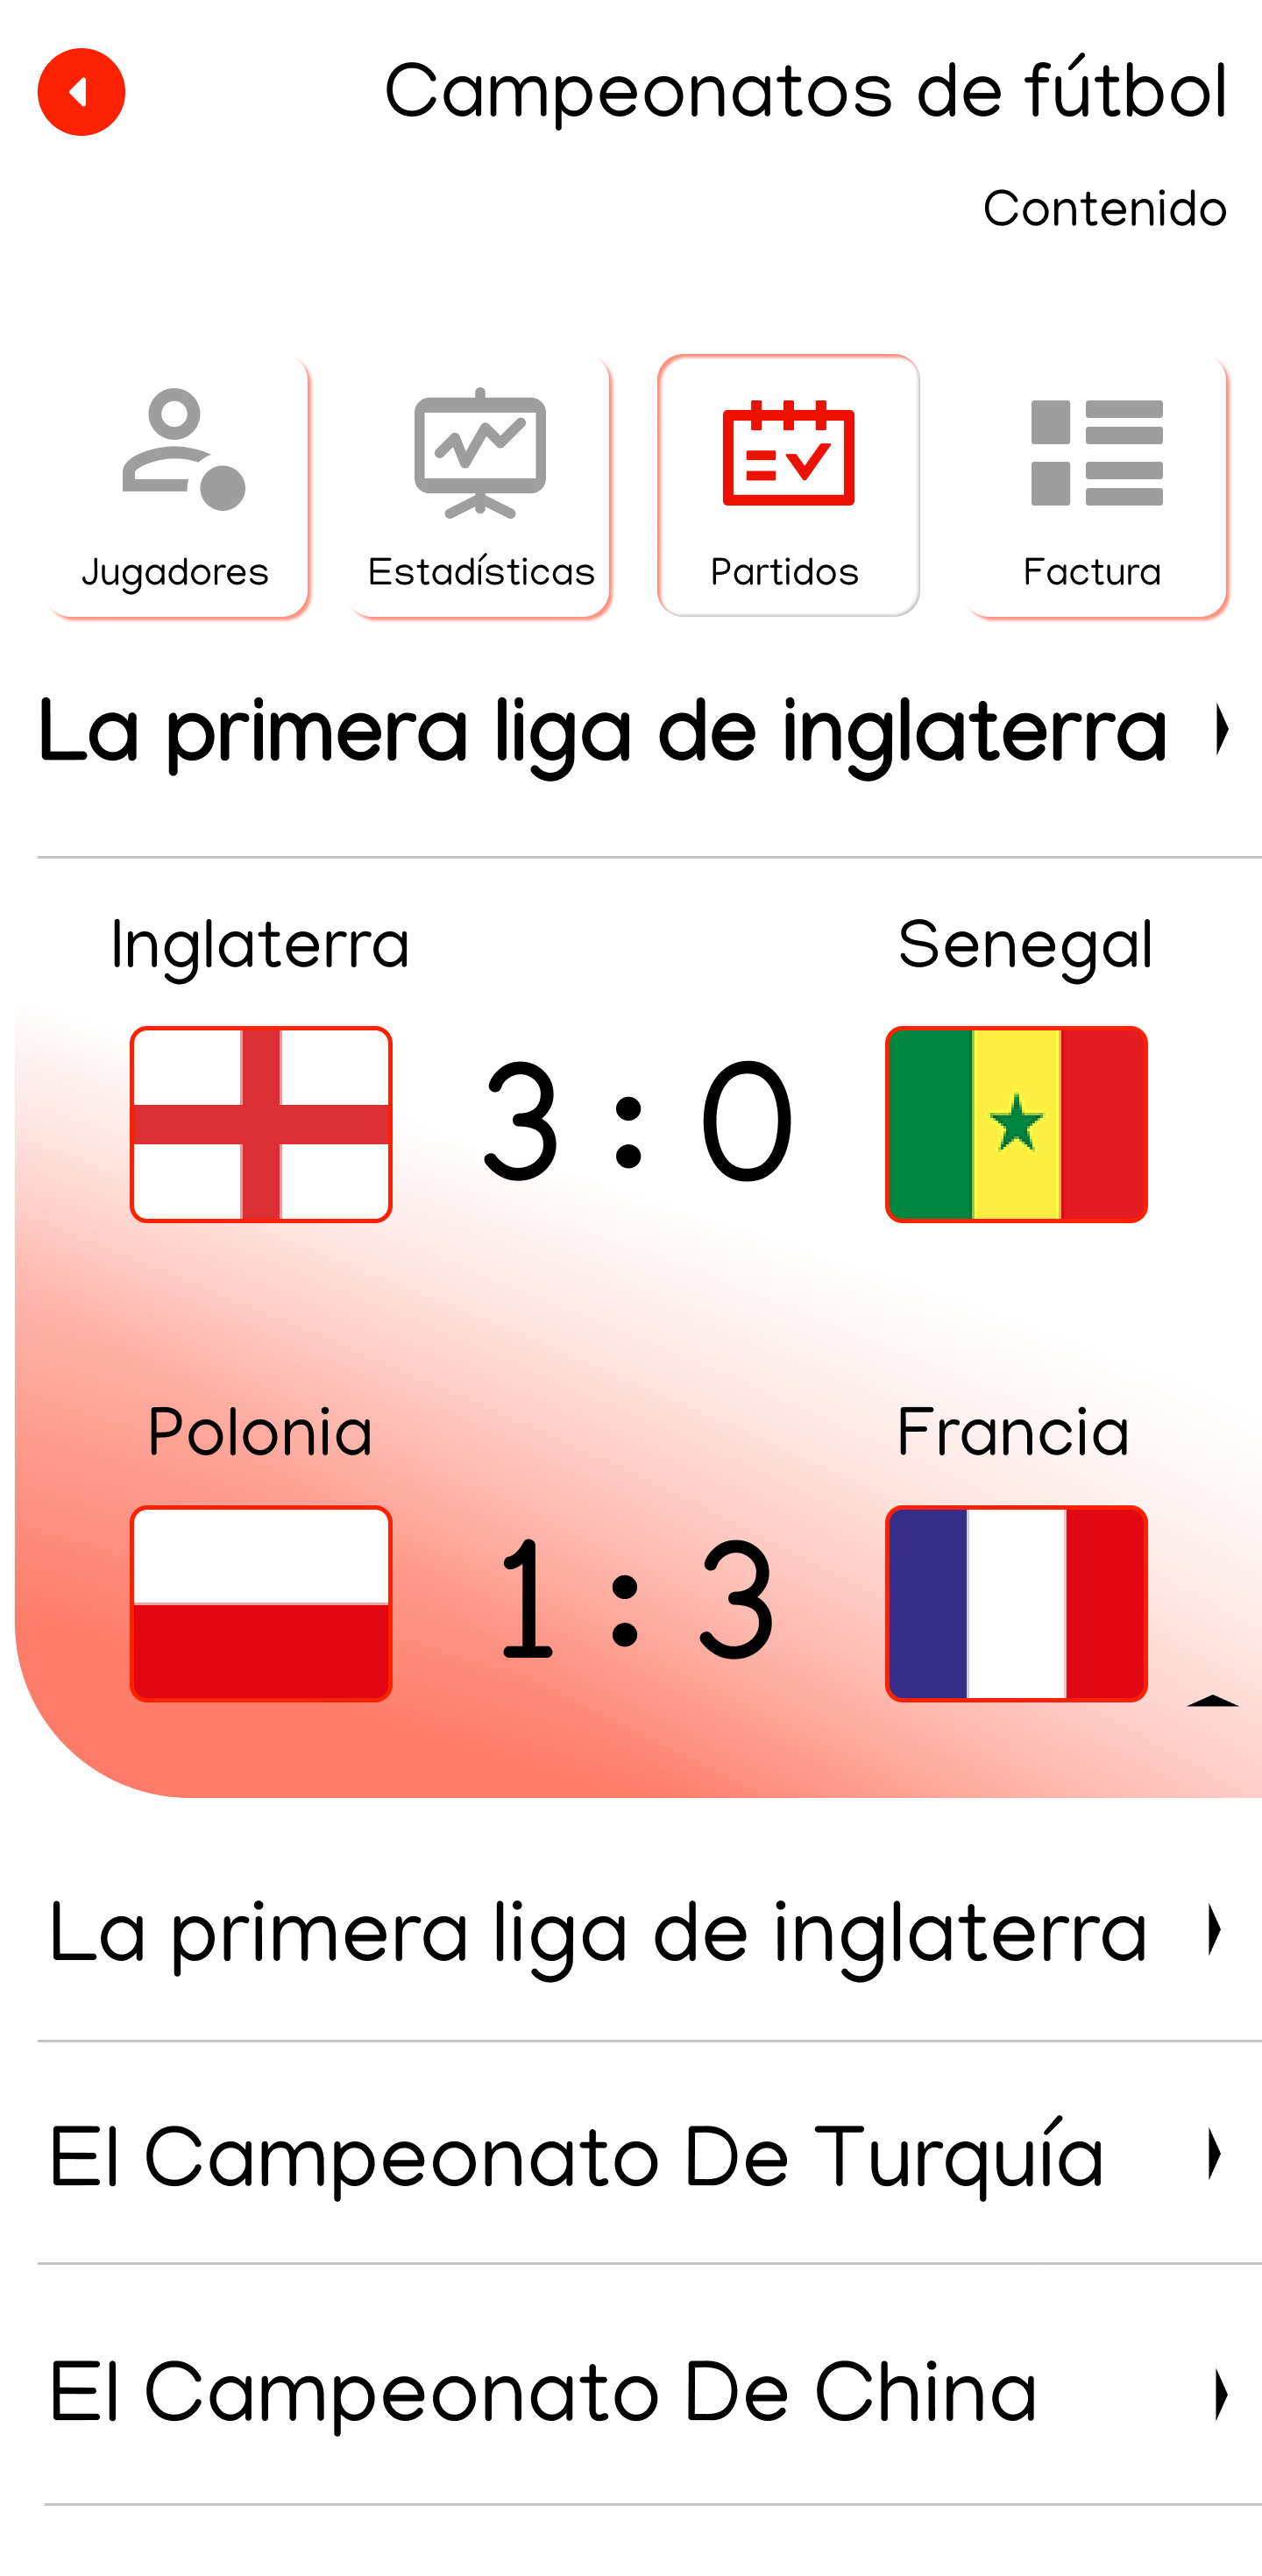 Campeonatos de fútbol
Contenido
Jugadores
Estadísticas
Partidos
Factura
La primera liga de inglaterra
Inglaterra
Senegal
3 : 0
Polonia
Francia
1 : 3
La primera liga de inglaterra
El Campeonato De Turquía
El Campeonato De China